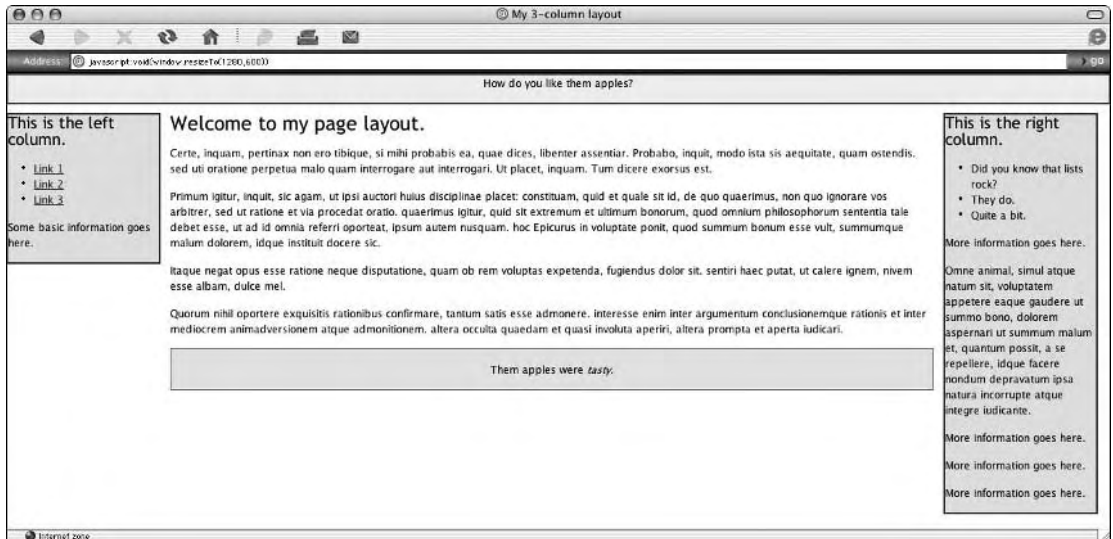 My 3-column layout
Address
javascript:void(window.resizeTo(1280,600))
go
How do you like them apples?
This is the left
column.
Link 1
Link 2
Link 3
Some basic information goes
here.
Welcome to my page layout.
Certe, inquam, pertinax non ero tibique, si mihi probabis ea, quae dices, libenter assentiar. Probabo, inquit, modo ista sis aequitate, quam ostendis.
sed uti oratione perpetua malo quam interrogare aut interrogari. Ut placet, inquam. Tum dicere exorsus est.
Primum igitur, inquit, sic agam, ut ipsi auctori huius disciplinae placet: constituam, quid et quale sit id, de quo quaerimus, non quo ignorare vos
arbitrer, sed ut ratione et via procedat oratio. quaerimus igitur, quid sit extremum et ultimum bonorum, quod omnium philosophorum sententia tale
debet esse, ut ad id omnia referri oporteat, ipsum autem nusquam. hoc Epicurus in voluptate ponit, quod summum bonum esse vult, summumque
malum dolorem, idque instituit docere sic.
Itaque negat opus esse ratione neque disputatione, quam ob rem voluptas expetenda, fugiendus dolor sit. sentiri haec putat, ut calere ignem, nivem
esse albam, dulce mel.
Quorum nihil oportere exquisitis rationibus confirmare, tantum satis esse admonere. interesse enim inter argumentum conclusionemque rationis et inter
mediocrem animadversionem atque admonitionem. altera occulta quaedam et quasi involuta aperiri, altera prompta et aperta iudicari.
Them apples were tasty.
This is the right
column.
Did you know that lists
rock?
They do.
Quite a bit.
More information goes here.
Omne animal, simul atque
natum sit, voluptatem
appetere eaque gaudere ut
summo bono, dolorem
aspernari ut summum malum
et, quantum possit, a se
repellere, idque facere
nondum depravatum ipsa
natura incorrupte atque
integre iudicante.
More information goes here.
More information goes here.
More information goes here.
Internet zone